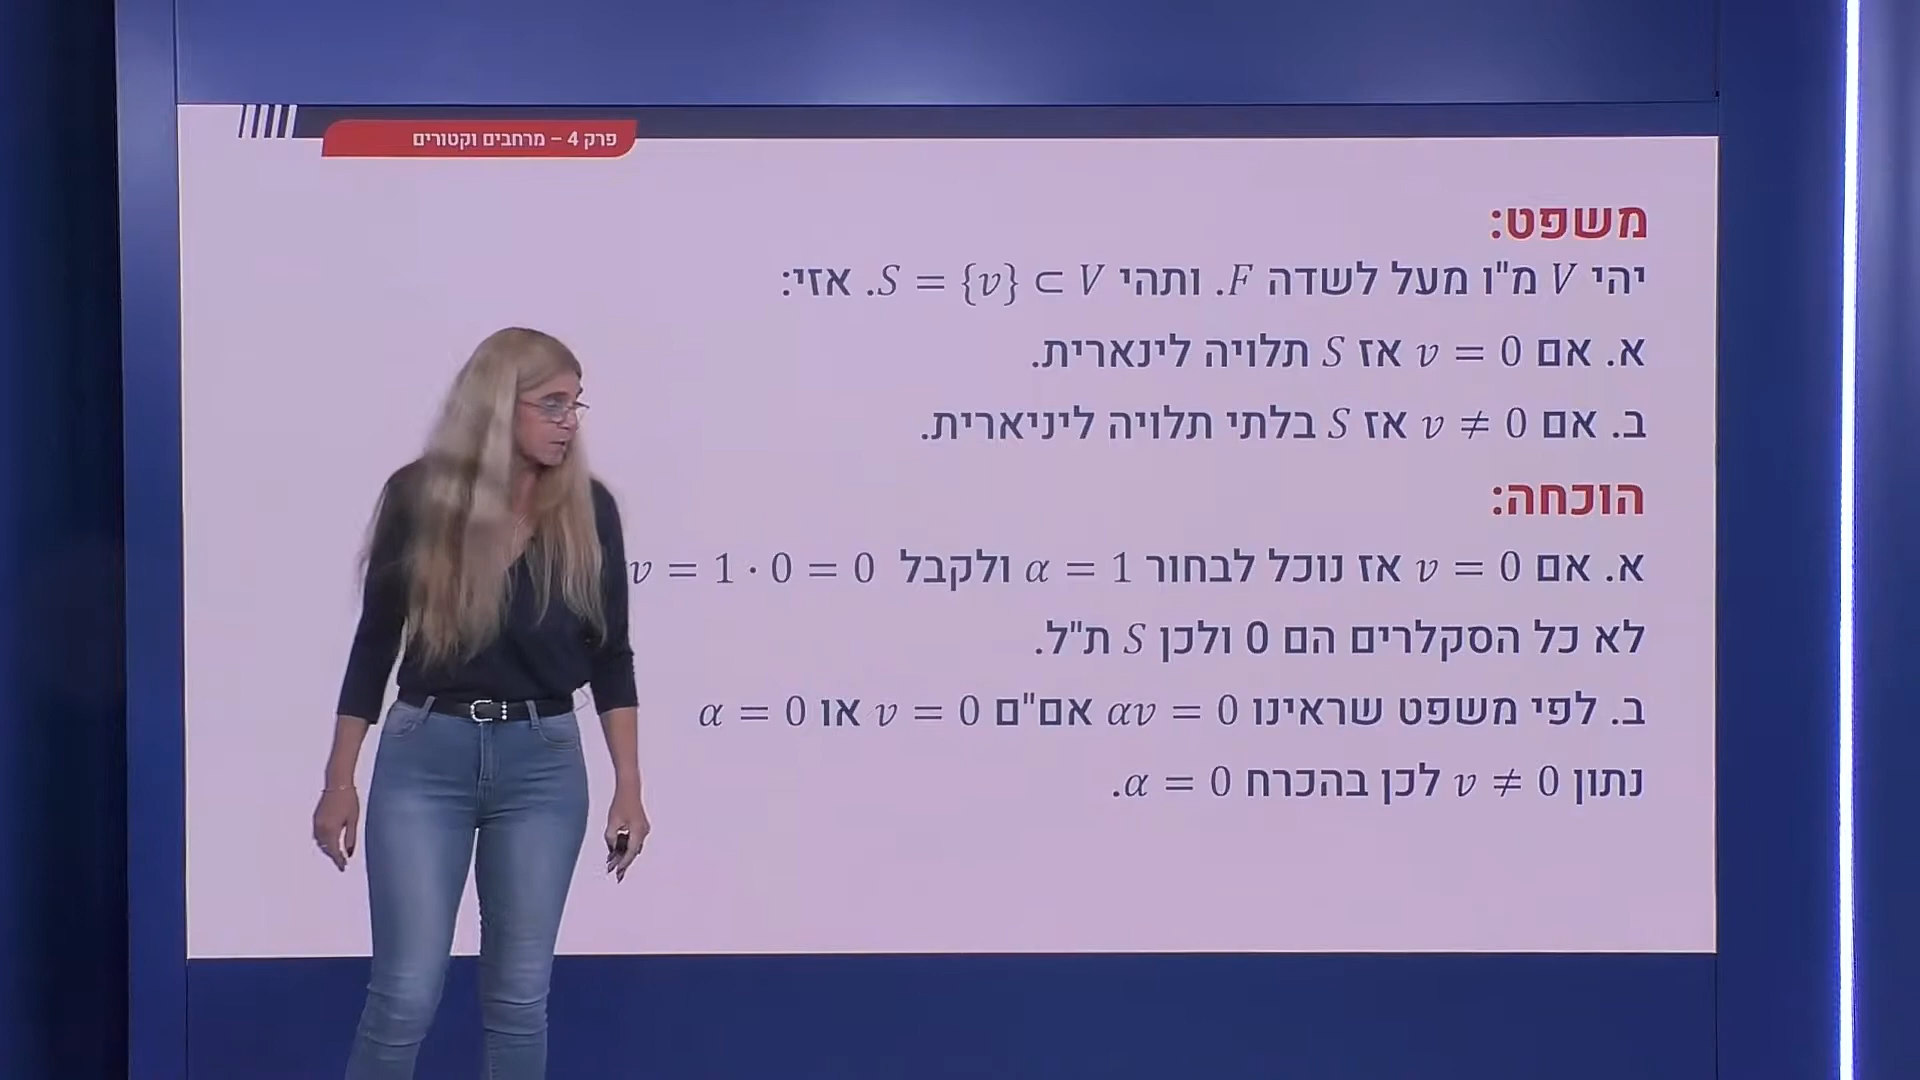 פרק 4 – מרחבים וקטורים
משפט:
יהי V מ"ו מעל לשדה F. ותהי S = {v} ⊂ V. אזי:
א. אם v = 0 אז S תלויה לינארית.
ב. אם v ≠ 0 אז S בלתי תלויה ליניארית.
הוכחה:
א. אם v = 0 אז נוכל לבחור α = 1 ולקבל v = 1 · 0 = 0
לא כל הסקלרים הם 0 ולכן S ת"ל.
ב. לפי משפט שראינו αv = 0 אם"ם v = 0 או α = 0
נתון v ≠ 0 לכן בהכרח α = 0.